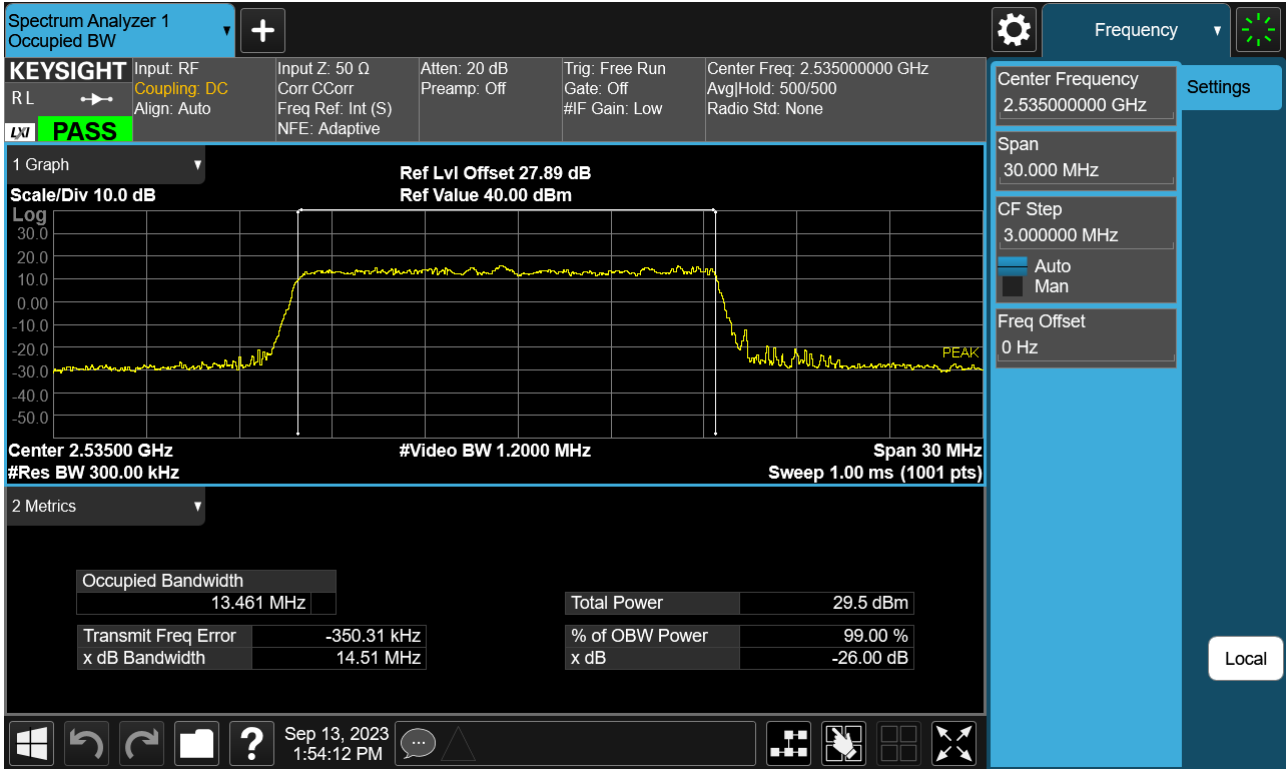 Spectrum Analyzer 1
Occupied BW
Frequency
KEYSIGHT
R L
LXI PASS
Input: RF
Coupling: DC
Align: Auto
Input Z: 50 Ω
Corr CCorr
Freq Ref: Int (S)
NFE: Adaptive
Atten: 20 dB
Preamp: Off
Trig: Free Run
Gate: Off
#IF Gain: Low
Center Freq: 2.535000000 GHz
Avg|Hold: 500/500
Radio Std: None
Center Frequency
2.535000000 GHz
Settings
Span
30.000 MHz
CF Step
3.000000 MHz
Auto
Man
Freq Offset
0 Hz
Local
1 Graph
Scale/Div 10.0 dB
Ref Lvl Offset 27.89 dB
Ref Value 40.00 dBm
Log
30.0
20.0
10.0
0.00
-10.0
-20.0
-30.0
-40.0
-50.0
PEAK
Center 2.53500 GHz
#Video BW 1.2000 MHz
Span 30 MHz
#Res BW 300.00 kHz
Sweep 1.00 ms (1001 pts)
2 Metrics
Occupied Bandwidth
13.461 MHz
Total Power 29.5 dBm
Transmit Freq Error -350.31 kHz
% of OBW Power 99.00 %
x dB Bandwidth 14.51 MHz
x dB -26.00 dB
?
Sep 13, 2023
1:54:12 PM